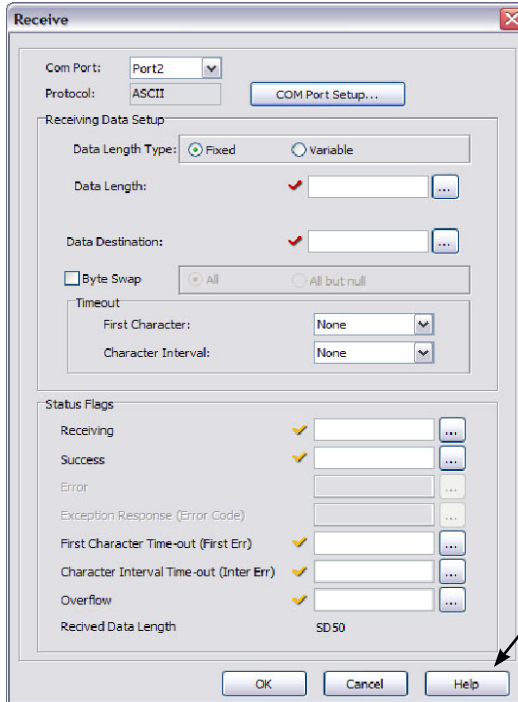 Receive
Com Port: Port2
Protocol: ASCII COM Port Setup...
Receiving Data Setup
Data Length Type: Fixed Variable
Data Length: ...
Data Destination: ...
Byte Swap All All but null
Timeout
First Character: None
Character Interval: None
Status Flags
Receiving ...
Success ...
Error ...
Exception Response (Error Code) ...
First Character Time-out (First Err) ...
Character Interval Time-out (Inter Err) ...
Overflow ...
Recived Data Length SD50
OK Cancel Help